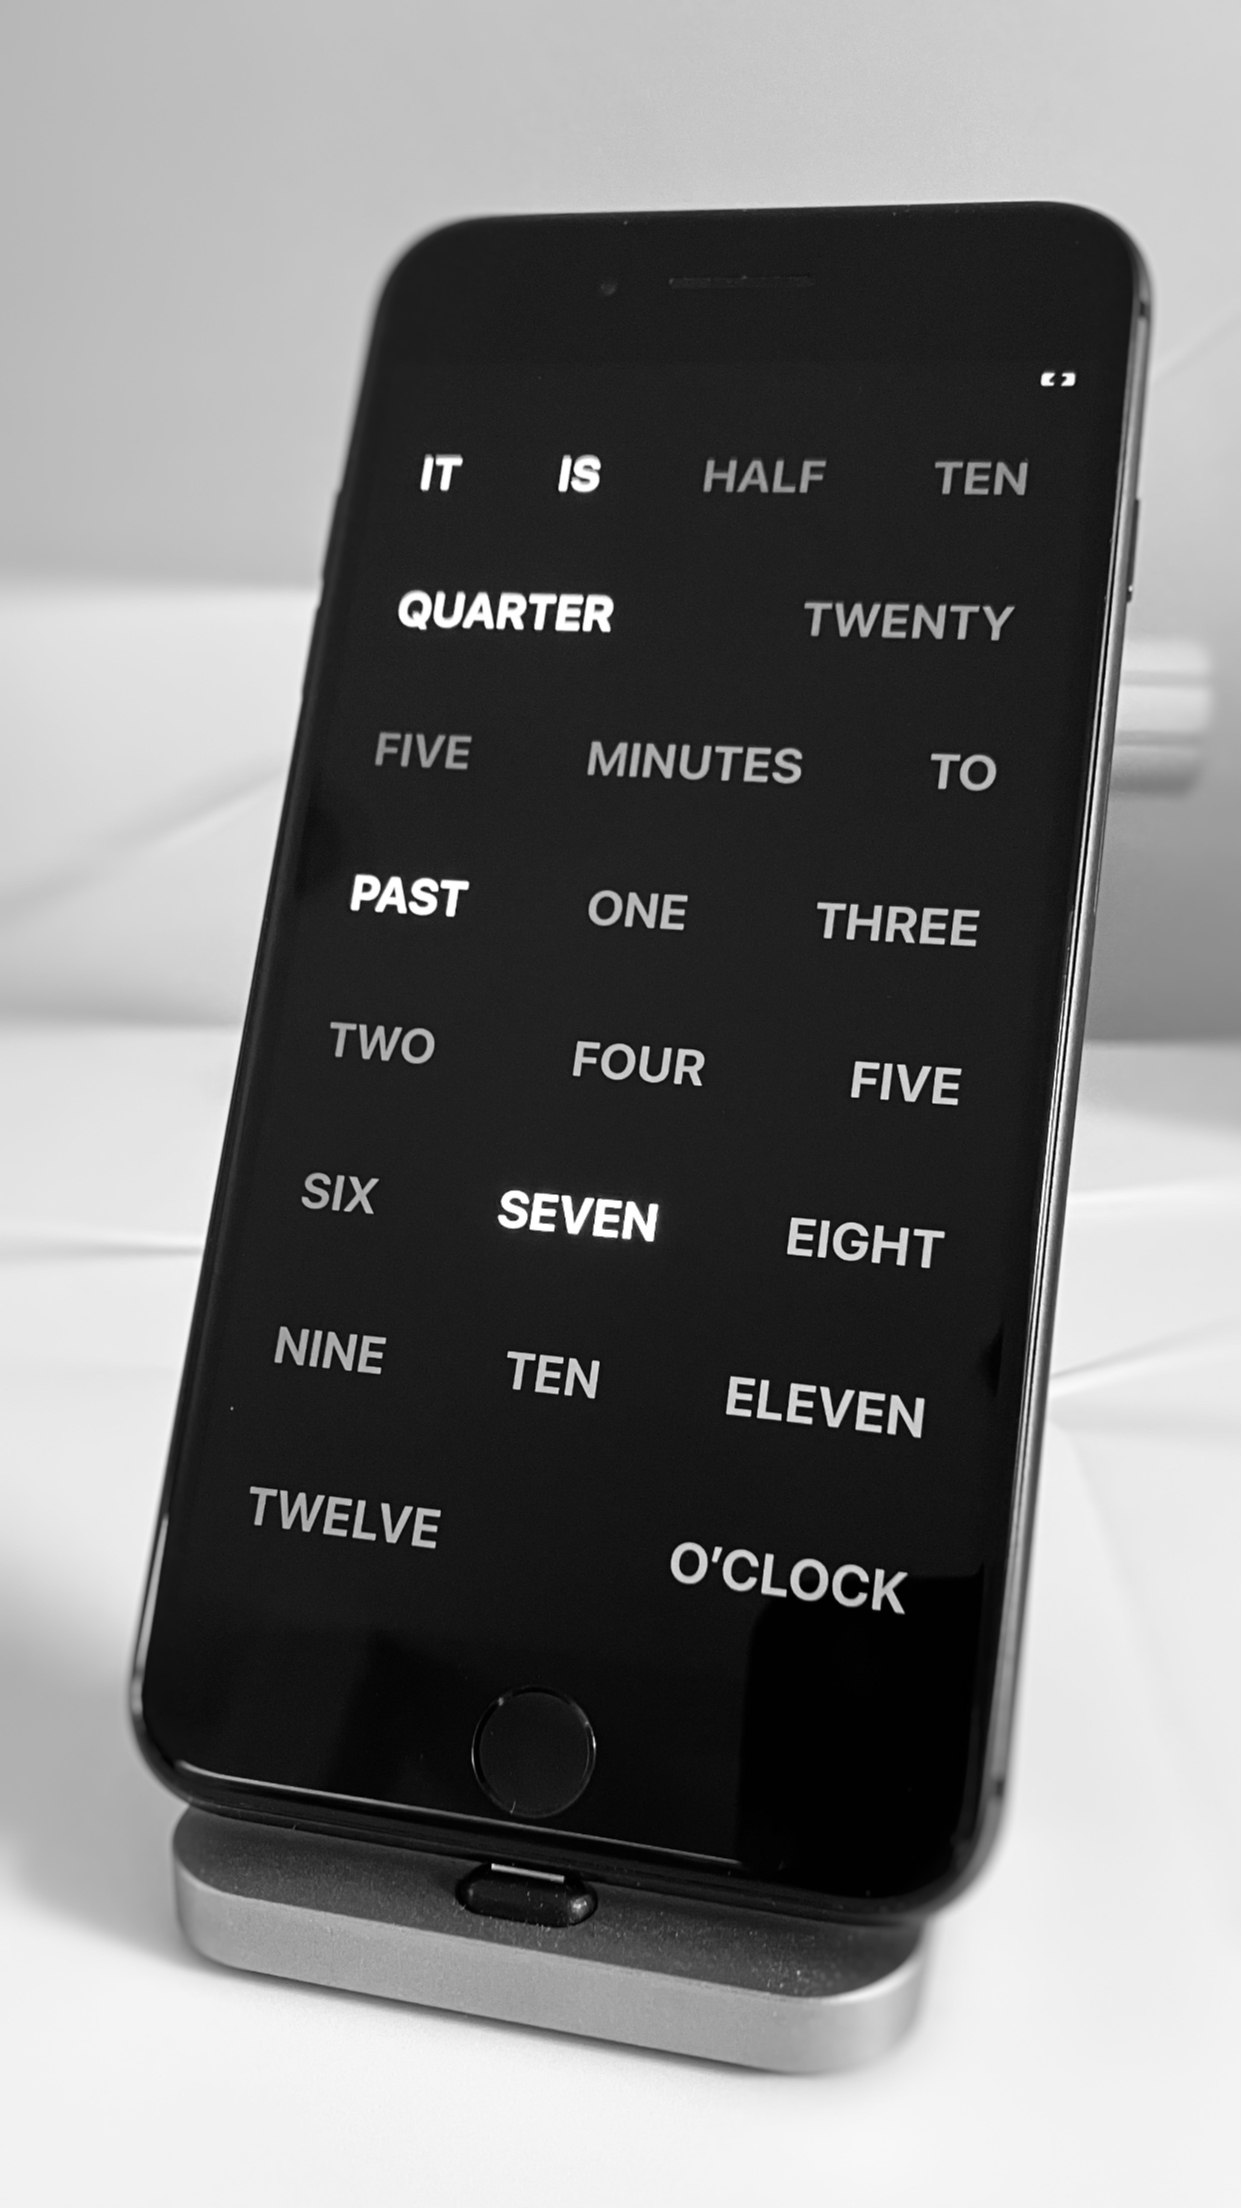 IT IS HALF TEN
QUARTER TWENTY
FIVE MINUTES TO
PAST ONE THREE
TWO FOUR FIVE
SIX SEVEN EIGHT
NINE TEN ELEVEN
TWELVE O'CLOCK